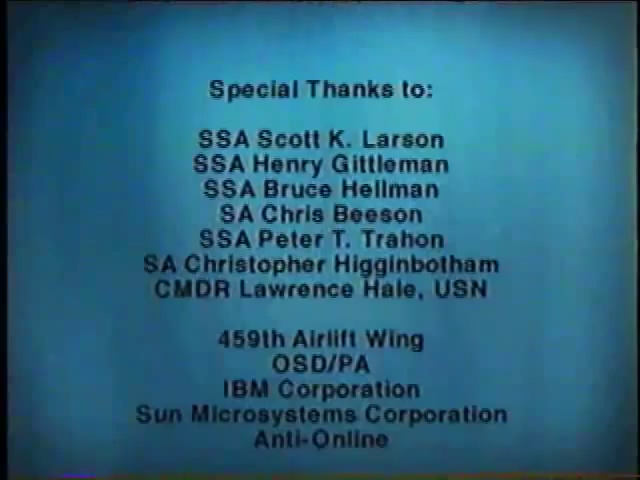 Special Thanks to:
SSA Scott K. Larson
SSA Henry Gittleman
SSA Bruce Hellman
SA Chris Beeson
SSA Peter T. Trahon
SA Christopher Higginbotham
CMDR Lawrence Hale, USN
459th Airlift Wing
OSD/PA
IBM Corporation
Sun Microsystems Corporation
Anti-Online